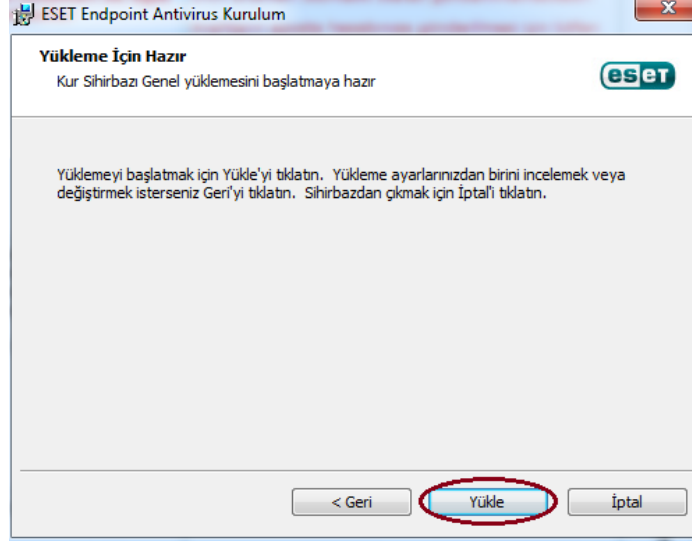 ESET Endpoint Antivirus Kurulum
Yükleme İçin Hazır
Kur Sihirbazı Genel yüklemesini başlatmaya hazır
eseT
Yüklemeyi başlatmak için Yükle'yi tıklatın. Yükleme ayarlarınızdan birini incelemek veya
değiştirmek isterseniz Geri'yi tıklatın. Sihirbazdan çıkmak için İptal'i tıklatın.
< Geri
Yükle
İptal